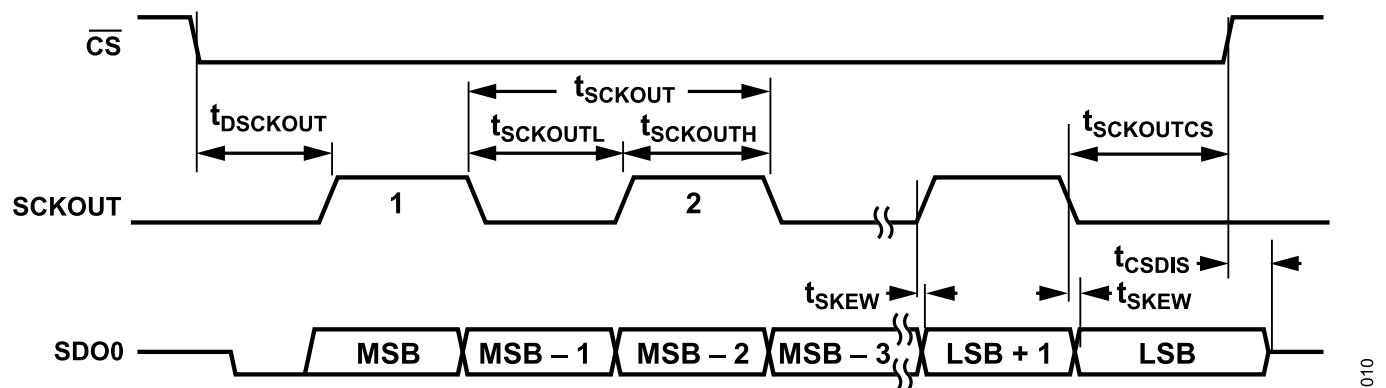 CS
tSCKOUT
tDSCKOUT
tSCKOUTL
tSCKOUTH
tSCKOUTCS
SCKOUT
1
2
tCSDIS
tSKEW
tSKEW
SDO0
MSB
MSB – 1
MSB – 2
MSB – 3
LSB + 1
LSB
010